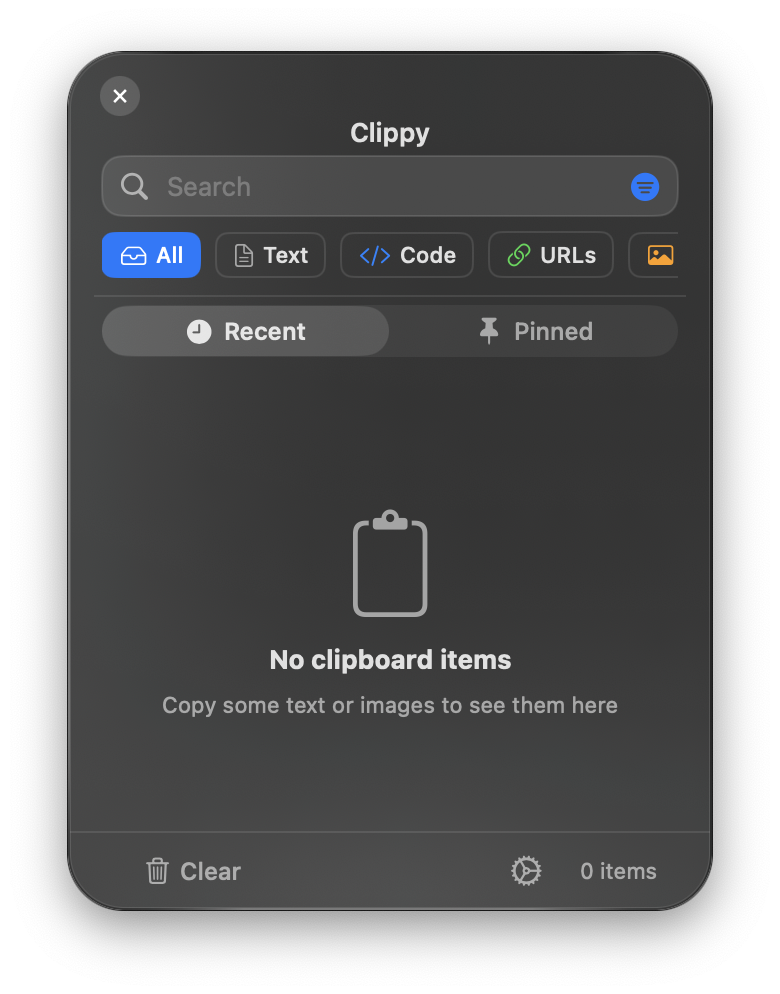 Clippy
Search
All Text Code URLs
Recent Pinned
No clipboard items
Copy some text or images to see them here
Clear 0 items